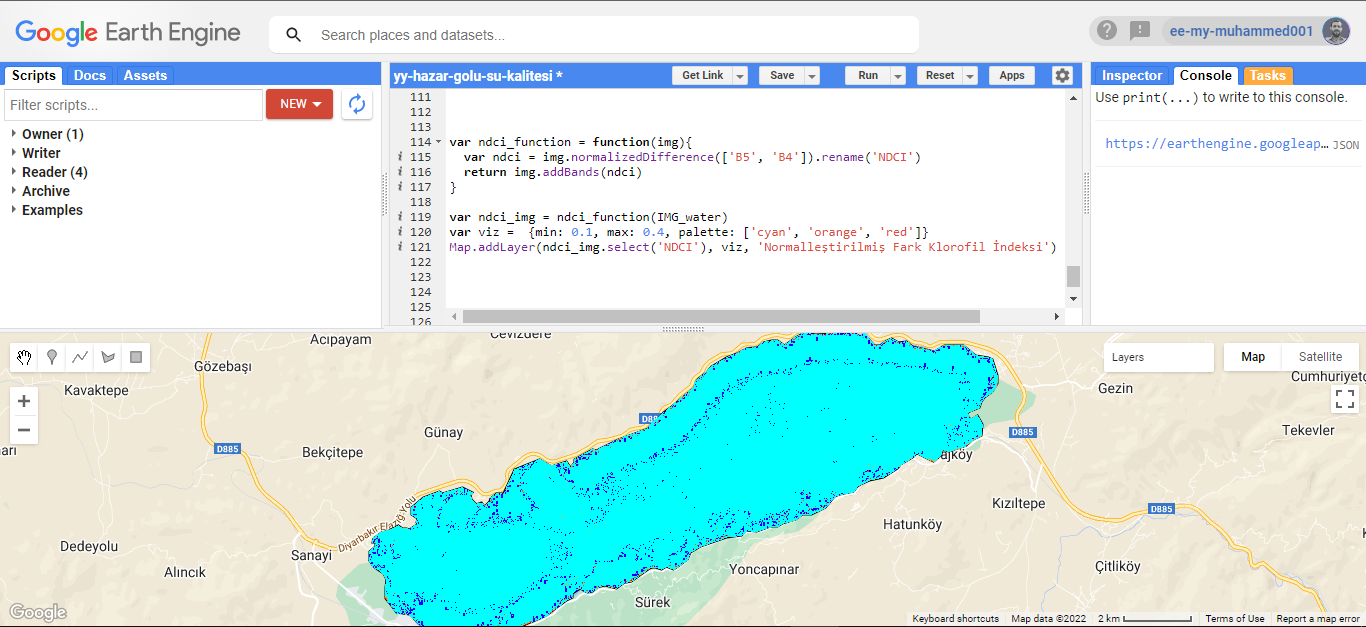 Google Earth Engine
Search places and datasets...
ee-my-muhammed001
Scripts Docs Assets
Filter scripts...
NEW
Owner (1)
Writer
Reader (4)
Archive
Examples
yy-hazar-golu-su-kalitesi *
Get Link Save Run Reset Apps
111
112
113
114 var ndci_function = function(img){
i 115 var ndci = img.normalizedDifference(['B5', 'B4']).rename('NDCI')
i 116 return img.addBands(ndci)
i 117 }
118
i 119 var ndci_img = ndci_function(IMG_water)
i 120 var viz = {min: 0.1, max: 0.4, palette: ['cyan', 'orange', 'red']}
i 121 Map.addLayer(ndci_img.select('NDCI'), viz, 'Normalleştirilmiş Fark Klorofil İndeksi')
122
123
124
125
126
Inspector Console Tasks
Use print(...) to write to this console.
https://earthengine.googleap… JSON
Acıpayam
Cevizdere
Gözebaşı
Kavaktepe
Layers
Map Satellite
Cumhuriyet
Gezin
D885
Günay
D885
Tekevler
D885
Bekçitepe
ajköy
Kızıltepe
D885
Diyarbakır Elazığ Yolu
Hatunköy
Dedeyolu
Sanayi
Alıncık
Yoncapınar
Çitliköy
Sürek
Google
Keyboard shortcuts Map data ©2022 2 km Terms of Use Report a map error